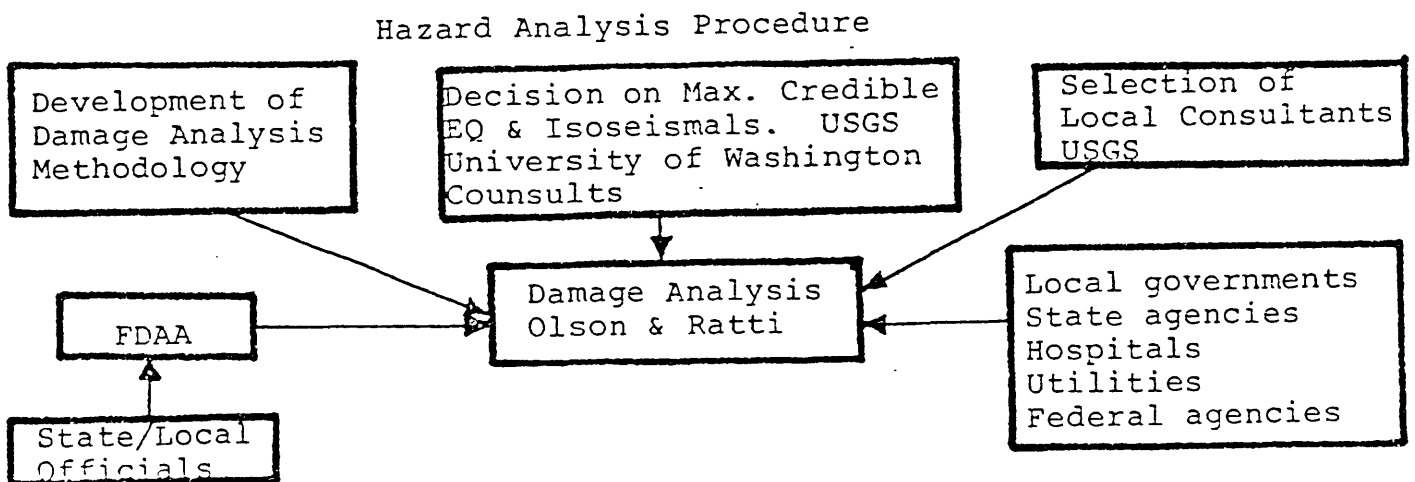 Hazard Analysis Procedure
Development of
Damage Analysis
Methodology
Decision on Max. Credible
EQ & Isoseismals. USGS
University of Washington
Counsults
Selection of
Local Consultants
USGS
Damage Analysis
Olson & Ratti
FDAA
State/Local
Officials
Local governments
State agencies
Hospitals
Utilities
Federal agencies